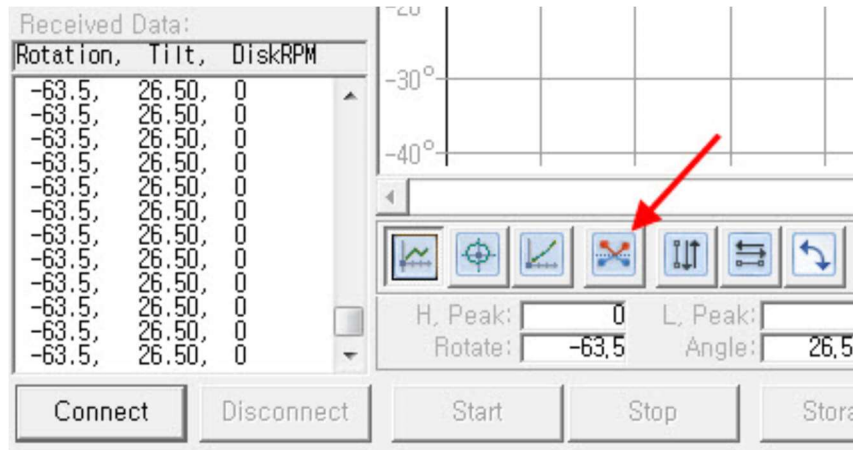 Received Data:
Rotation, Tilt, DiskRPM
-63.5, 26.50, 0
-63.5, 26.50, 0
-63.5, 26.50, 0
-63.5, 26.50, 0
-63.5, 26.50, 0
-63.5, 26.50, 0
-63.5, 26.50, 0
-63.5, 26.50, 0
-63.5, 26.50, 0
-63.5, 26.50, 0
-63.5, 26.50, 0
-63.5, 26.50, 0
-20
-30°
-40°
H, Peak: 0 L, Peak:
Rotate: -63,5 Angle: 26,5
Connect Disconnect Start Stop Stora